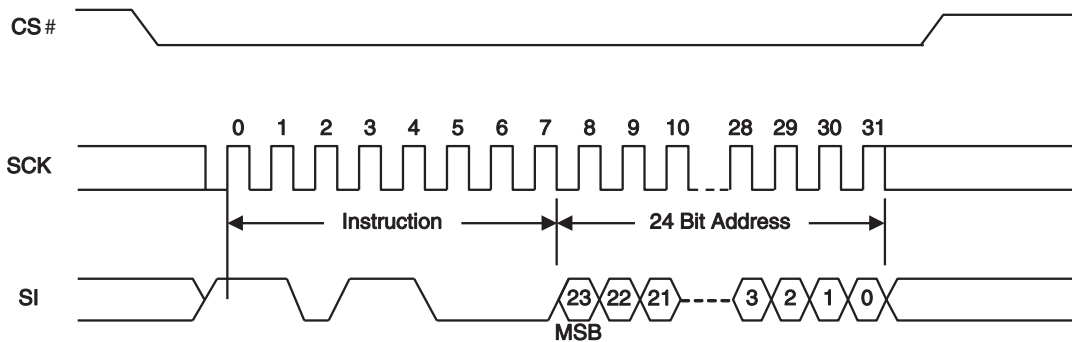 CS #
0 1 2 3 4 5 6 7 8 9 10 28 29 30 31
SCK
Instruction 24 Bit Address
SI 23 22 21 3 2 1 0
MSB